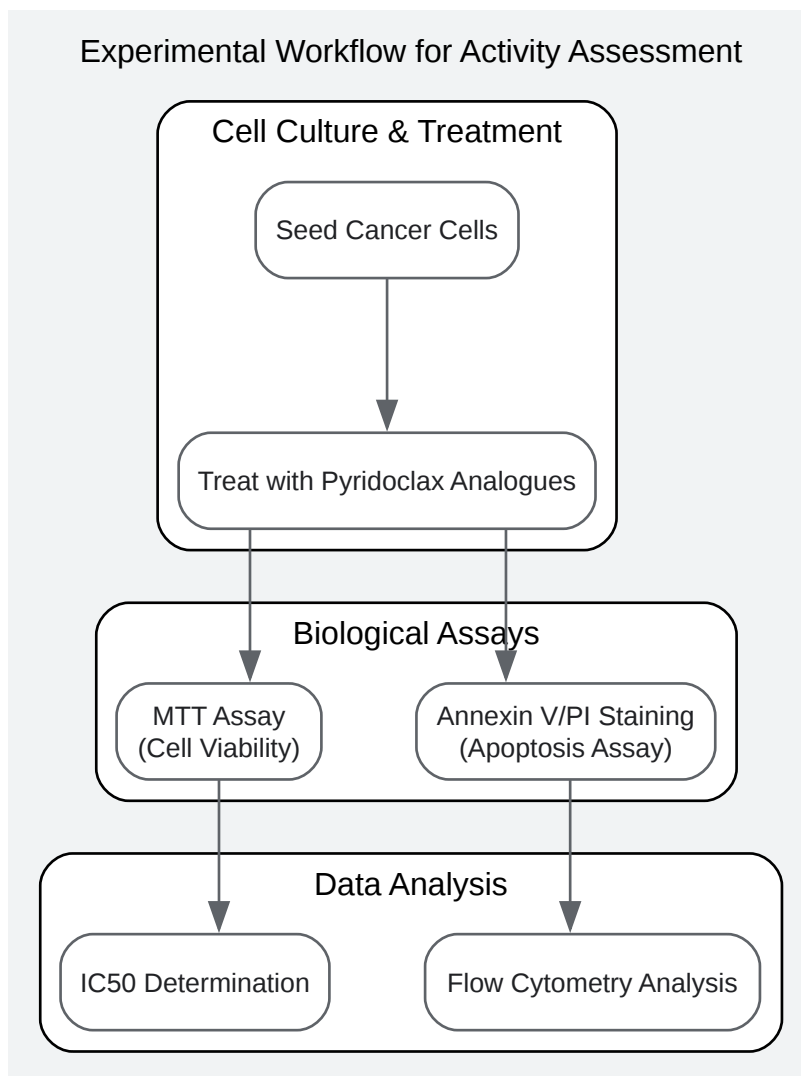 Experimental Workflow for Activity Assessment
Cell Culture & Treatment
Seed Cancer Cells
Treat with Pyridoclax Analogues
Biological Assays
MTT Assay
(Cell Viability)
Annexin V/PI Staining
(Apoptosis Assay)
Data Analysis
IC50 Determination
Flow Cytometry Analysis